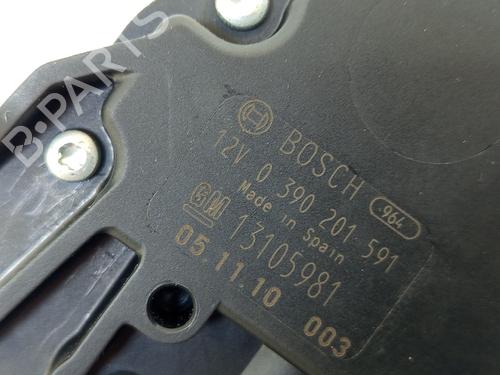 B-PARTS
BOSCH
12V 0 390 201 591 964
Made in Spain
GM 13105981
05.11.10 003